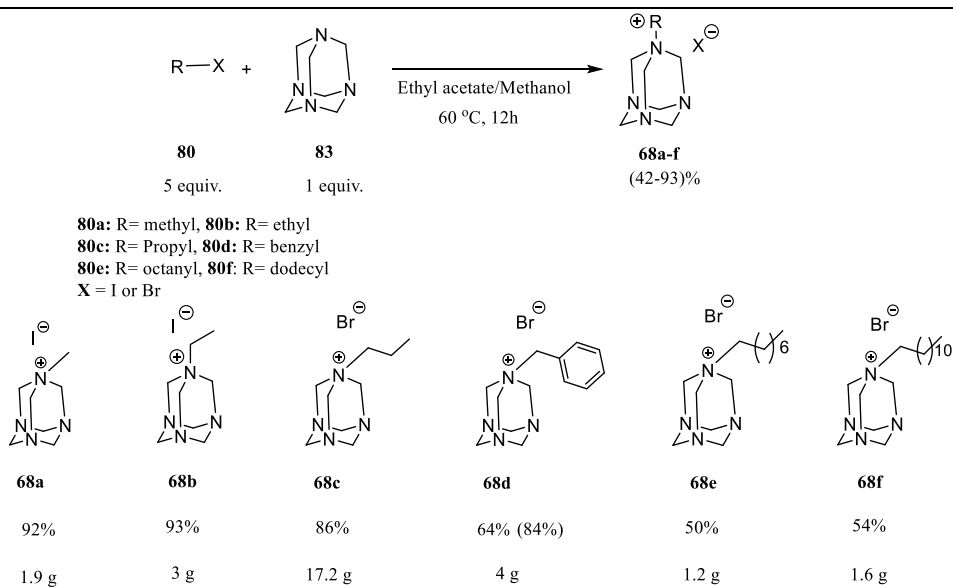 R—X + N N N N ⊕ R N N N N X⊖
Ethyl acetate/Methanol
60 °C, 12h
80 83 68a-f
5 equiv. 1 equiv. (42-93)%
80a: R= methyl, 80b: R= ethyl
80c: R= Propyl, 80d: R= benzyl
80e: R= octanyl, 80f: R= dodecyl
X = I or Br
I⊖ I⊖ Br⊖ Br⊖ Br⊖ Br⊖
⊕ ⊕ ⊕ ⊕ ⊕ ( )6 ⊕ ( )10
N N N N N N
N N N N N N N N N N N N
N N N N N N
68a 68b 68c 68d 68e 68f
92% 93% 86% 64% (84%) 50% 54%
1.9 g 3 g 17.2 g 4 g 1.2 g 1.6 g